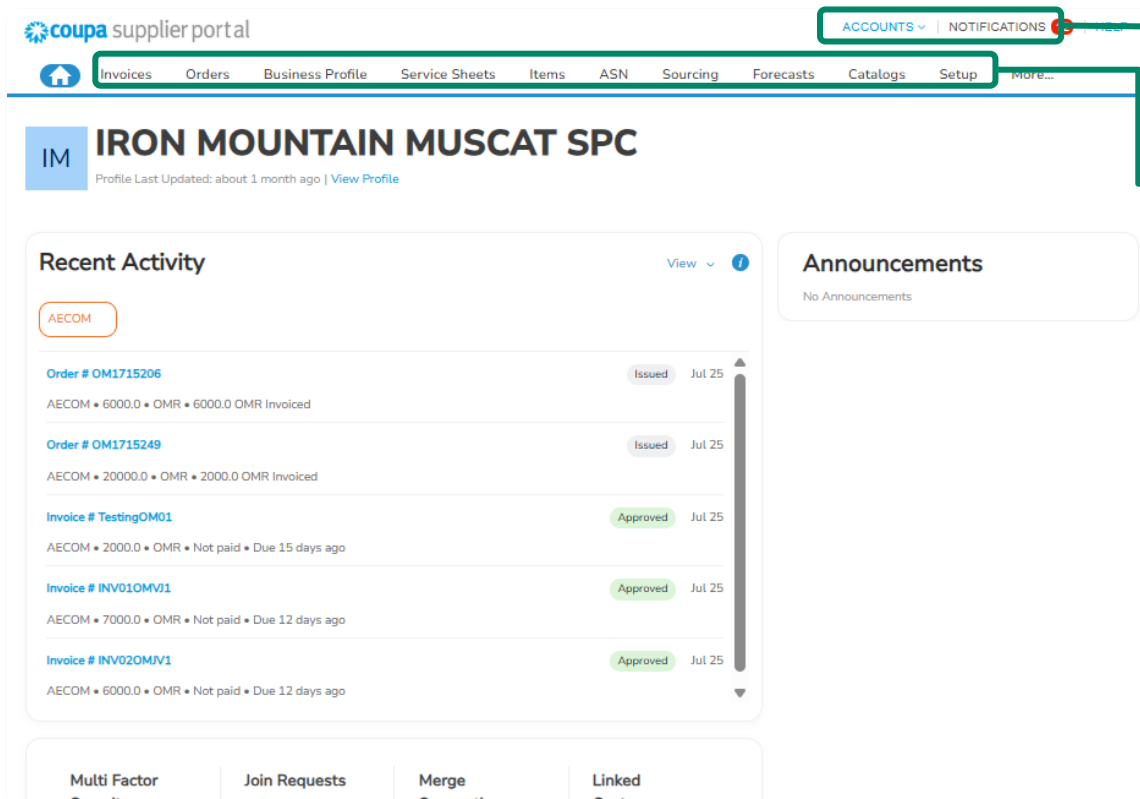 coupa supplier portal
ACCOUNTS | NOTIFICATIONS | HELP
Invoices Orders Business Profile Service Sheets Items ASN Sourcing Forecasts Catalogs Setup More...
IM
IRON MOUNTAIN MUSCAT SPC
Profile Last Updated: about 1 month ago | View Profile
Recent Activity
View
i
Announcements
No Announcements
AECOM
Order # OM1715206 Issued Jul 25
AECOM • 6000.0 • OMR • 6000.0 OMR Invoiced
Order # OM1715249 Issued Jul 25
AECOM • 20000.0 • OMR • 2000.0 OMR Invoiced
Invoice # TestingOM01 Approved Jul 25
AECOM • 2000.0 • OMR • Not paid • Due 15 days ago
Invoice # INV01OMVJ1 Approved Jul 25
AECOM • 7000.0 • OMR • Not paid • Due 12 days ago
Invoice # INV02OMJV1 Approved Jul 25
AECOM • 6000.0 • OMR • Not paid • Due 12 days ago
Multi Factor Join Requests Merge Linked